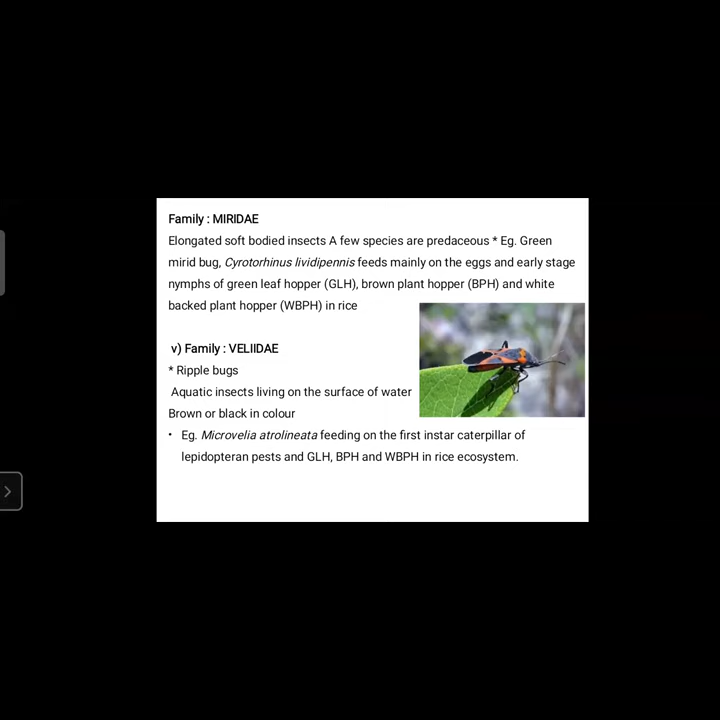 Family : MIRIDAE
Elongated soft bodied insects A few species are predaceous * Eg. Green
mirid bug, Cyrotorhinus lividipennis feeds mainly on the eggs and early stage
nymphs of green leaf hopper (GLH), brown plant hopper (BPH) and white
backed plant hopper (WBPH) in rice
v) Family : VELIIDAE
* Ripple bugs
Aquatic insects living on the surface of water
Brown or black in colour
• Eg. Microvelia atrolineata feeding on the first instar caterpillar of
lepidopteran pests and GLH, BPH and WBPH in rice ecosystem.